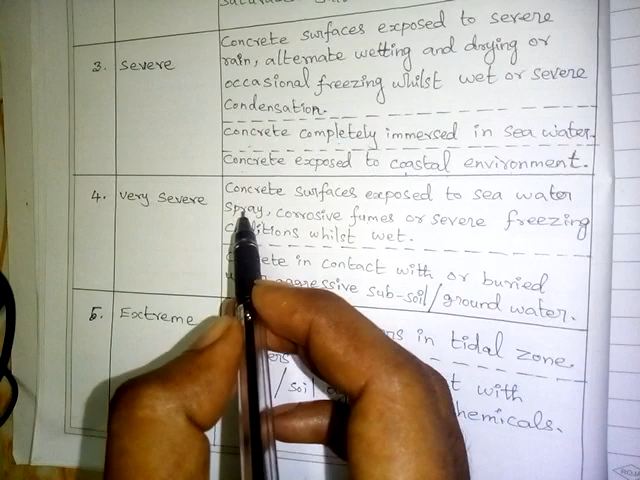 Concrete surfaces exposed to severe
3. Severe rain, alternate wetting and drying or
occasional freezing whilst wet or severe
Condensation.
Concrete completely immersed in sea water.
Concrete exposed to coastal environment.
4. Very Severe Concrete surfaces exposed to sea water
spray, corrosive fumes or severe freezing
whilst wet.
in contact with or buried
aggressive sub-soil/ground water.
5. Extreme in tidal zone
/soil with